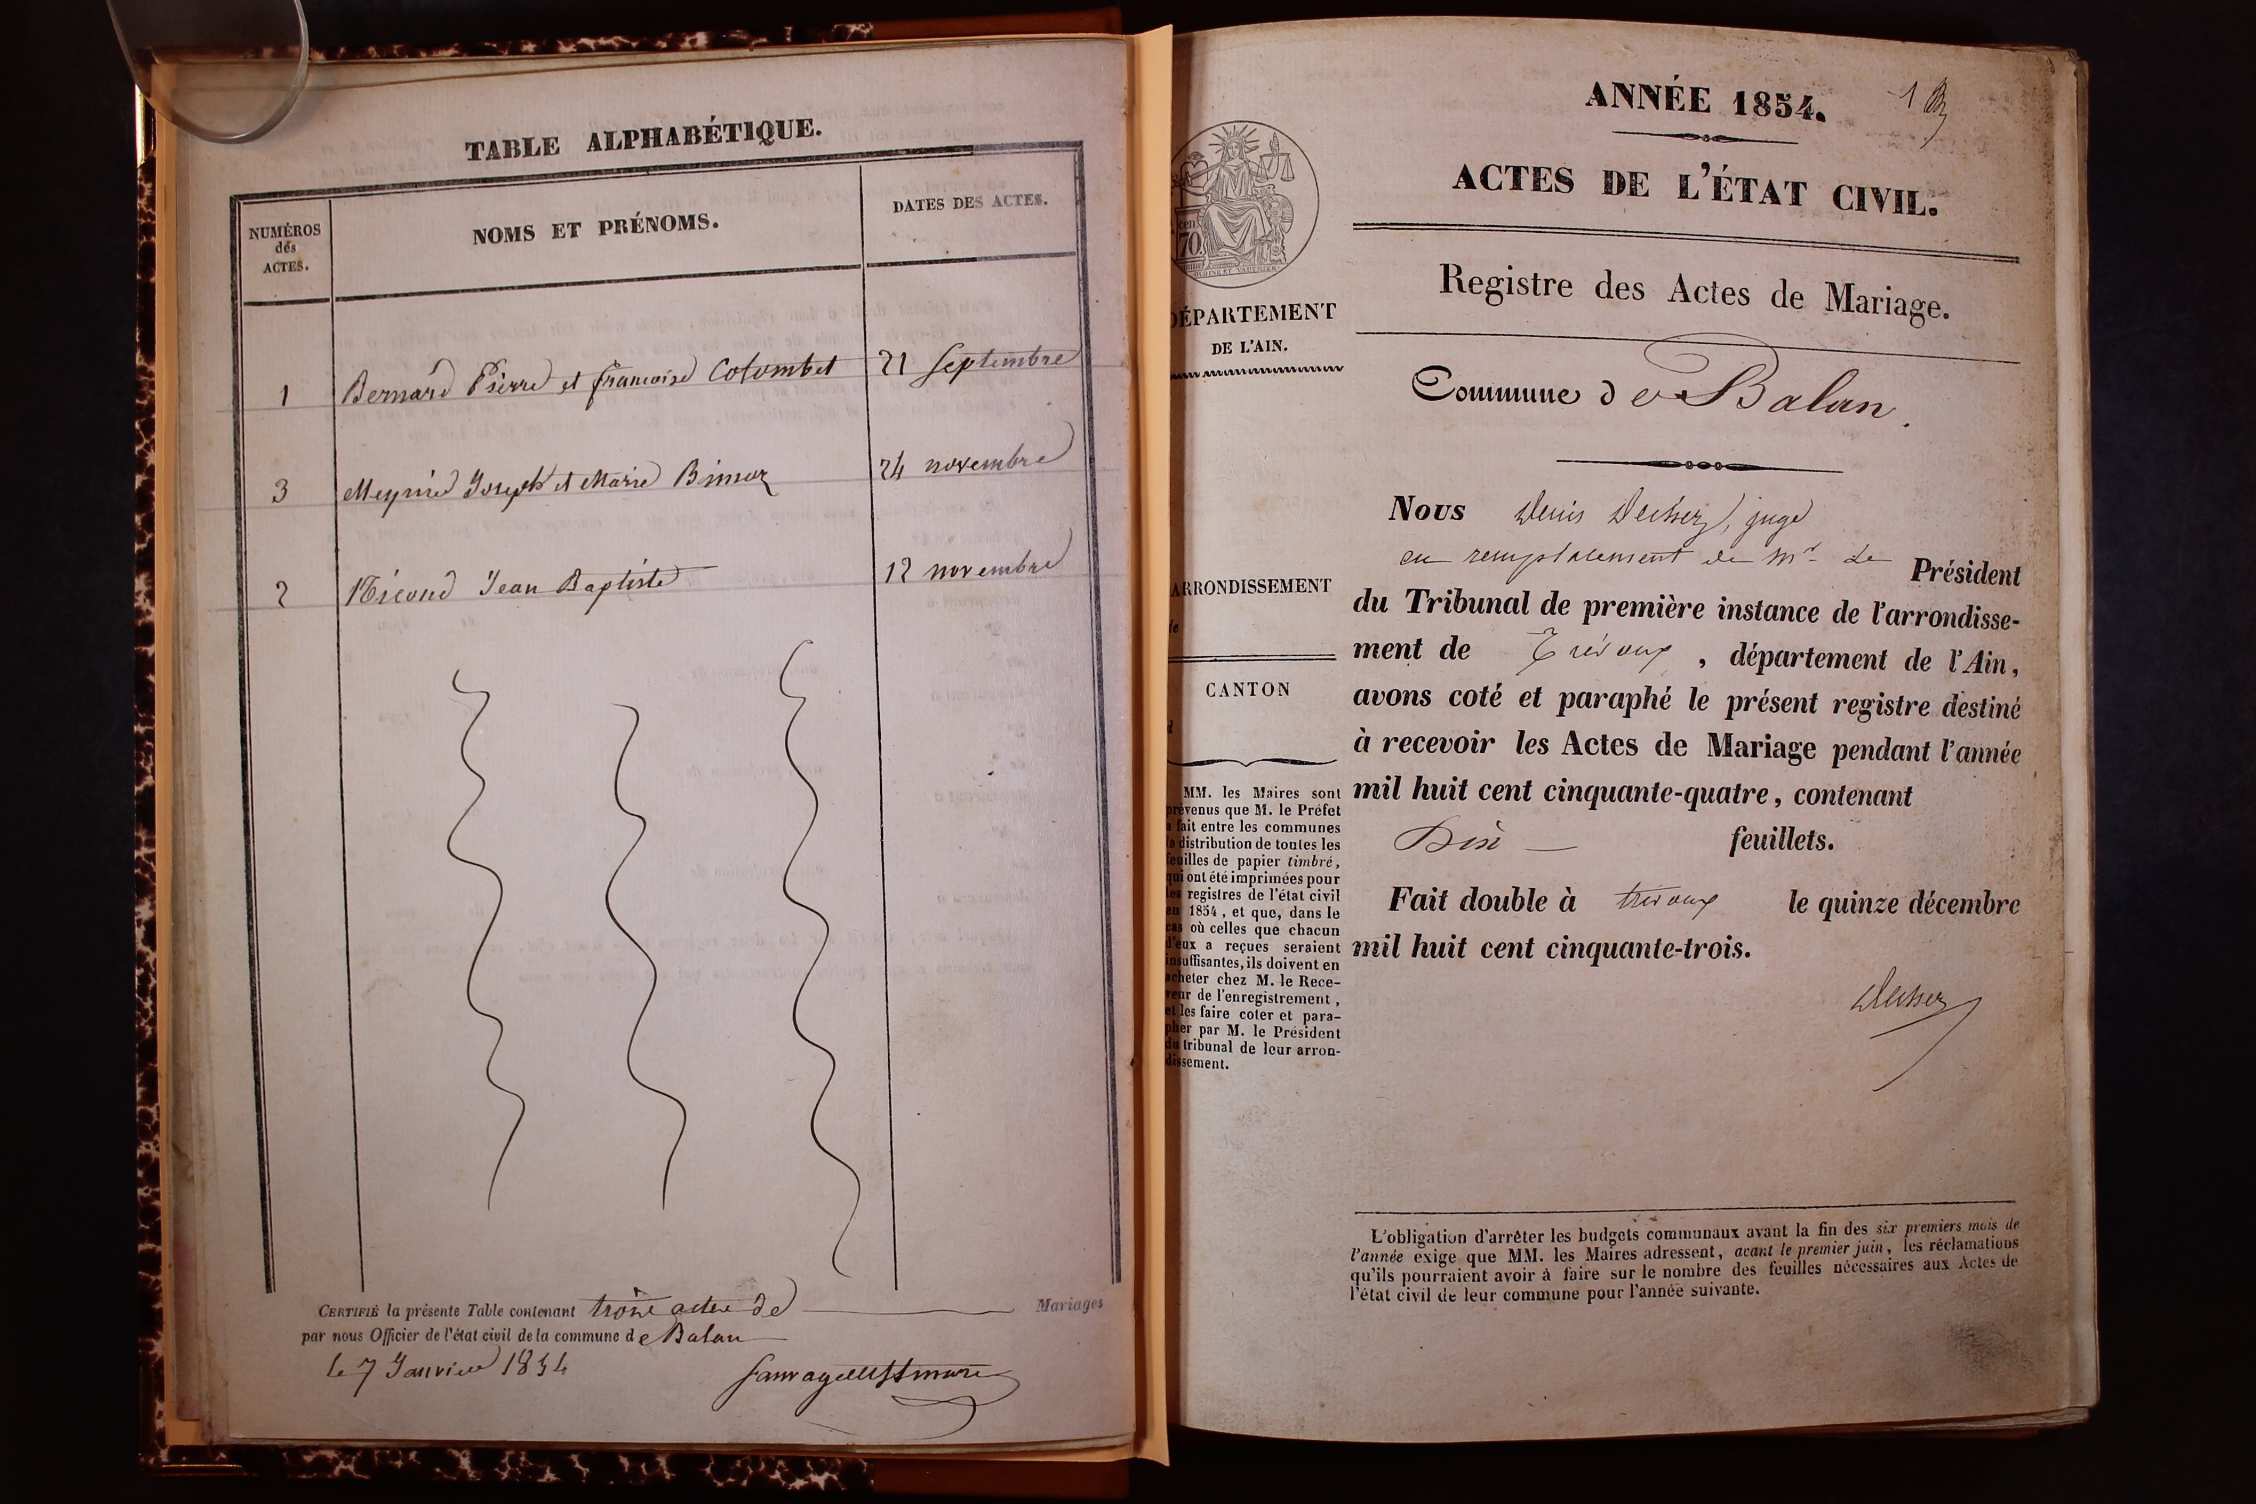 TABLE ALPHABÉTIQUE.
NUMÉROS
des
ACTES.
NOMS ET PRÉNOMS.
DATES DES ACTES.
1 Bernard Pierre et françoise Colombet 21 Septembre
3 Meynie Joseph et Marie 24 novembre
2 Jean Baptiste 12 novembre
CERTIFIÉ la présente Table contenant trois actes de Mariages
par nous Officier de l'état civil de la commune de Balan
le 7 Janvier 1854
1
ANNÉE 1854.
ACTES DE L'ÉTAT CIVIL.
Registre des Actes de Mariage.
cen
70
DÉPARTEMENT
DE L'AIN.
Commune de Balan.
ARRONDISSEMENT
de
CANTON
d
MM. les Maires sont
prévenus que M. le Préfet
a fait entre les communes
la distribution de toutes les
feuilles de papier timbré,
qui ont été imprimées pour
les registres de l'état civil
en 1854, et que, dans le
cas où celles que chacun
d'eux a reçues seraient
insuffisantes, ils doivent en
acheter chez M. le Rece-
veur de l'enregistrement,
et les faire coter et para-
pher par M. le Président
du tribunal de leur arron-
dissement.
Nous Denis juge
en remplacement de Mr le Président
du Tribunal de première instance de l'arrondisse-
ment de Trévoux, département de l'Ain,
avons coté et paraphé le présent registre destiné
à recevoir les Actes de Mariage pendant l'année
mil huit cent cinquante-quatre, contenant
Dix feuillets.
Fait double à trévoux le quinze décembre
mil huit cent cinquante-trois.
L'obligation d'arrêter les budgets communaux avant la fin des six premiers mois de
l'année exige que MM. les Maires adressent, avant le premier juin, les réclamations
qu'ils pourraient avoir à faire sur le nombre des feuilles nécessaires aux Actes de
l'état civil de leur commune pour l'année suivante.